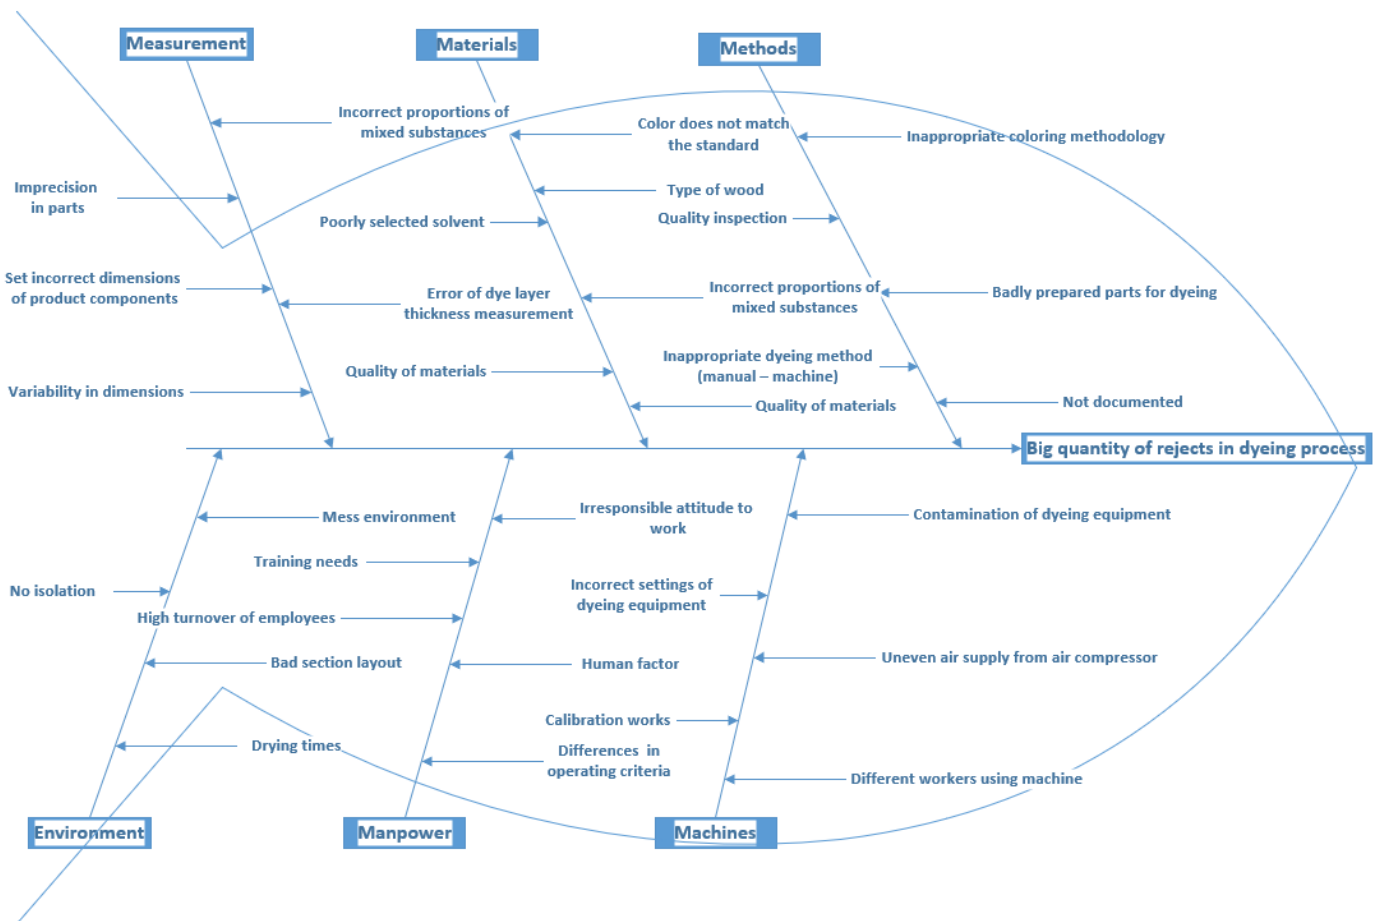 Measurement
Materials
Methods
Incorrect proportions of
mixed substances
Color does not match
the standard
Inappropriate coloring methodology
Imprecision
in parts
Type of wood
Poorly selected solvent
Quality inspection
Set incorrect dimensions
of product components
Error of dye layer
thickness measurement
Incorrect proportions of
mixed substances
Badly prepared parts for dyeing
Inappropriate dyeing method
(manual – machine)
Quality of materials
Variability in dimensions
Quality of materials
Not documented
Big quantity of rejects in dyeing process
Mess environment
Irresponsible attitude to
work
Contamination of dyeing equipment
Training needs
No isolation
Incorrect settings of
dyeing equipment
High turnover of employees
Bad section layout
Human factor
Uneven air supply from air compressor
Calibration works
Drying times
Differences in
operating criteria
Different workers using machine
Environment
Manpower
Machines